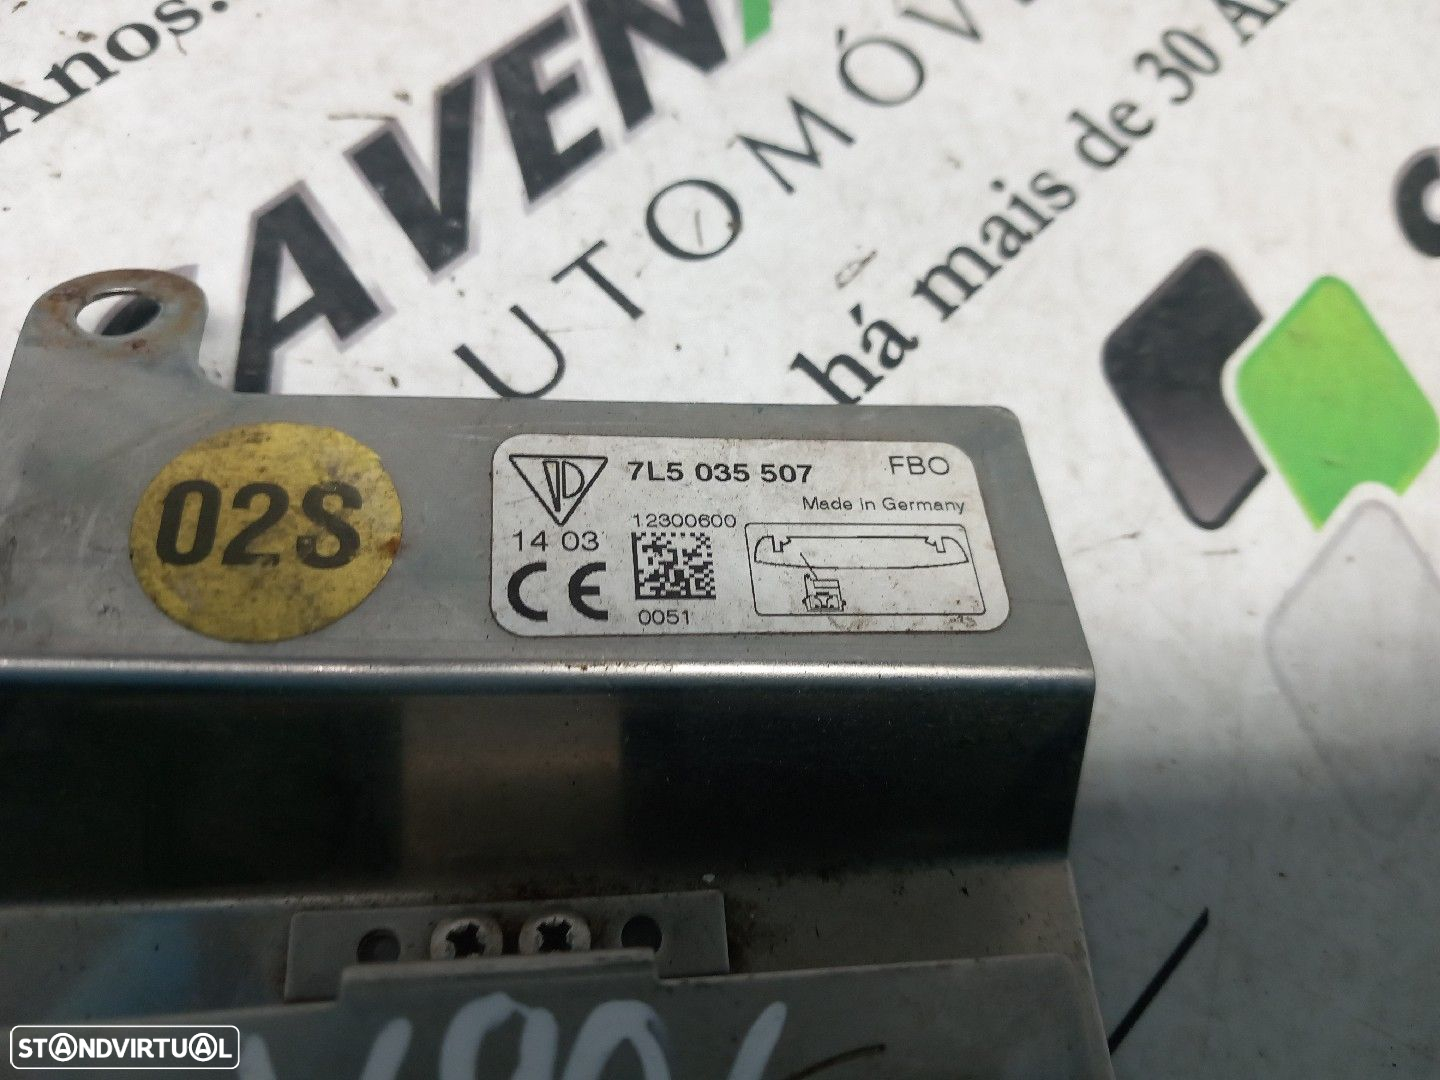 Anos.
AVEN
UTOMÓV
há mais de 30 A
02S
7L5 035 507 FBO
Made in Germany
14 03
12300600
CE
0051
STANDVIRTUAL